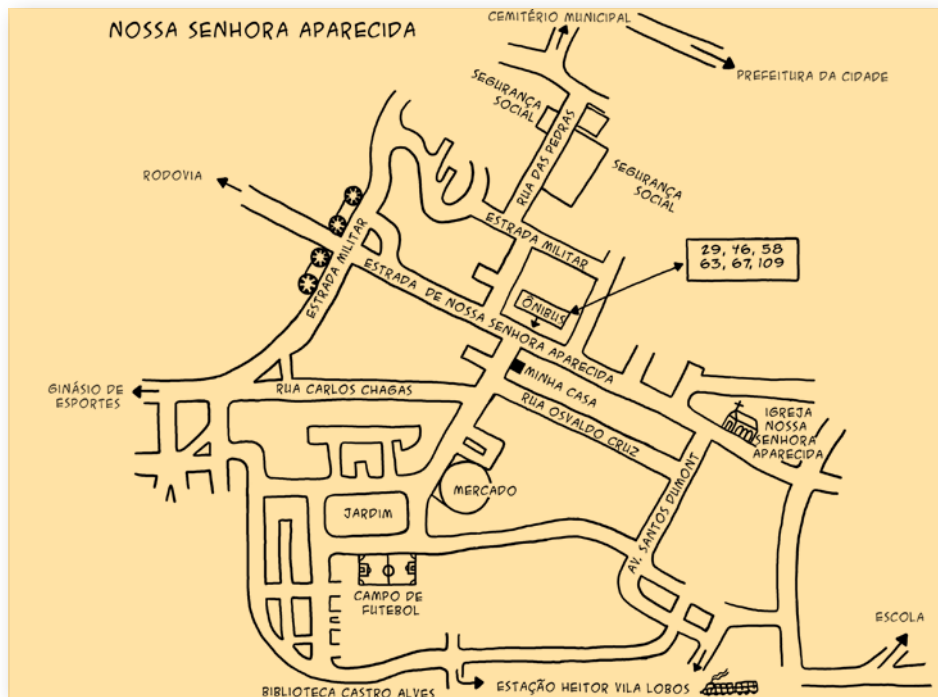 NOSSA SENHORA APARECIDA
CEMITÉRIO MUNICIPAL
PREFEITURA DA CIDADE
SEGURANÇA
SOCIAL
RUA DAS PEDRAS
SEGURANÇA
SOCIAL
RODOVIA
ESTRADA MILITAR
ESTRADA MILITAR
29, 46, 58
63, 67, 109
ESTRADA DE NOSSA SENHORA APARECIDA
ÔNIBUS
MINHA CASA
GINÁSIO DE
ESPORTES
RUA CARLOS CHAGAS
RUA OSVALDO CRUZ
IGREJA
NOSSA
SENHORA
APARECIDA
MERCADO
JARDIM
AV. SANTOS DUMONT
CAMPO DE
FUTEBOL
ESCOLA
BIBLIOTECA CASTRO ALVES
ESTAÇÃO HEITOR VILA LOBOS